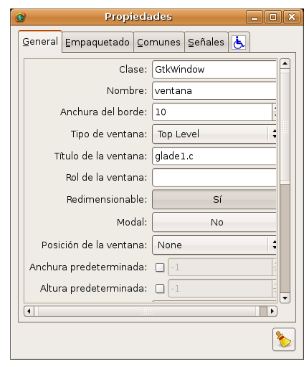 Propiedades
General Empaquetado Comunes Señales
Clase: GtkWindow
Nombre: ventana
Anchura del borde: 10
Tipo de ventana: Top Level
Título de la ventana: glade1.c
Rol de la ventana:
Redimensionable: Sí
Modal: No
Posición de la ventana: None
Anchura predeterminada: -1
Altura predeterminada: -1